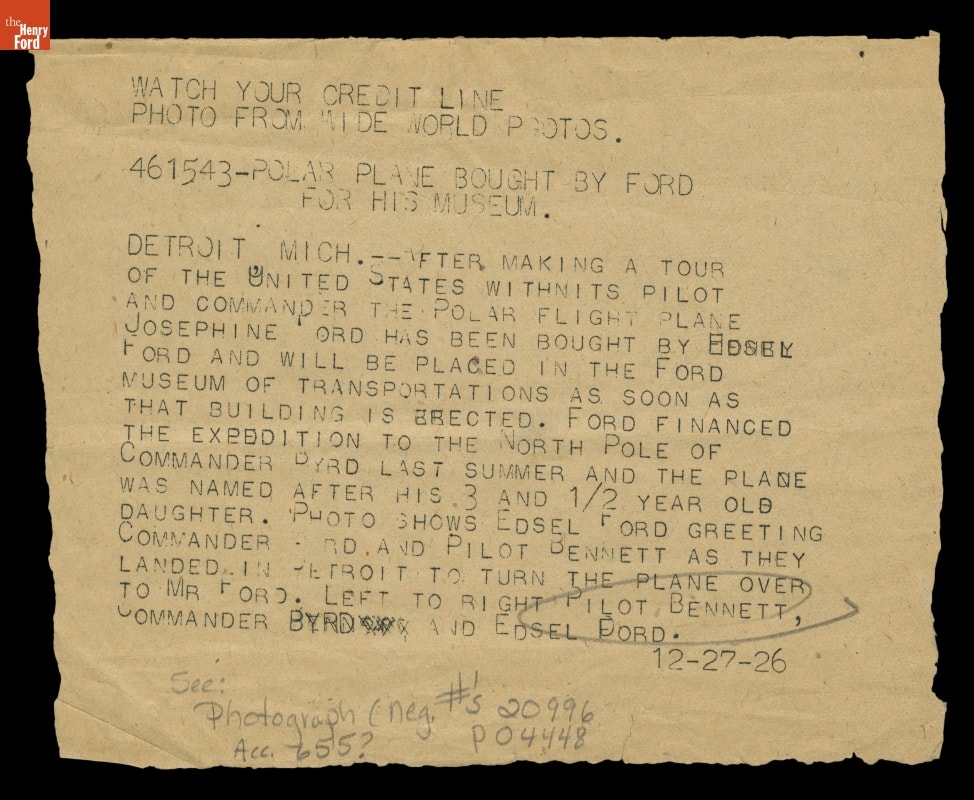 the
Henry
Ford
WATCH YOUR CREDIT LINE
PHOTO FROM WIDE WORLD PHOTOS.
461543-POLAR PLANE BOUGHT BY FORD
FOR HIS MUSEUM.
DETROIT, MICH.--AFTER MAKING A TOUR
OF THE UNITED STATES WITHNITS PILOT
AND COMMANDER THE POLAR FLIGHT PLANE
JOSEPHINE FORD HAS BEEN BOUGHT BY EDSEL
FORD AND WILL BE PLACED IN THE FORD
MUSEUM OF TRANSPORTATIONS AS SOON AS
THAT BUILDING IS ERECTED. FORD FINANCED
THE EXPEDITION TO THE NORTH POLE OF
COMMANDER BYRD LAST SUMMER AND THE PLANE
WAS NAMED AFTER HIS 3 AND 1/2 YEAR OLD
DAUGHTER. PHOTO SHOWS EDSEL FORD GREETING
COMMANDER BYRD AND PILOT BENNETT AS THEY
LANDED IN DETROIT TO TURN THE PLANE OVER
TO MR FORD. LEFT TO RIGHT PILOT BENNETT,
COMMANDER BYRD AND EDSEL FORD.
12-27-26
See:
Photograph (neg. #'s 20996
P04448
Acc. 655?